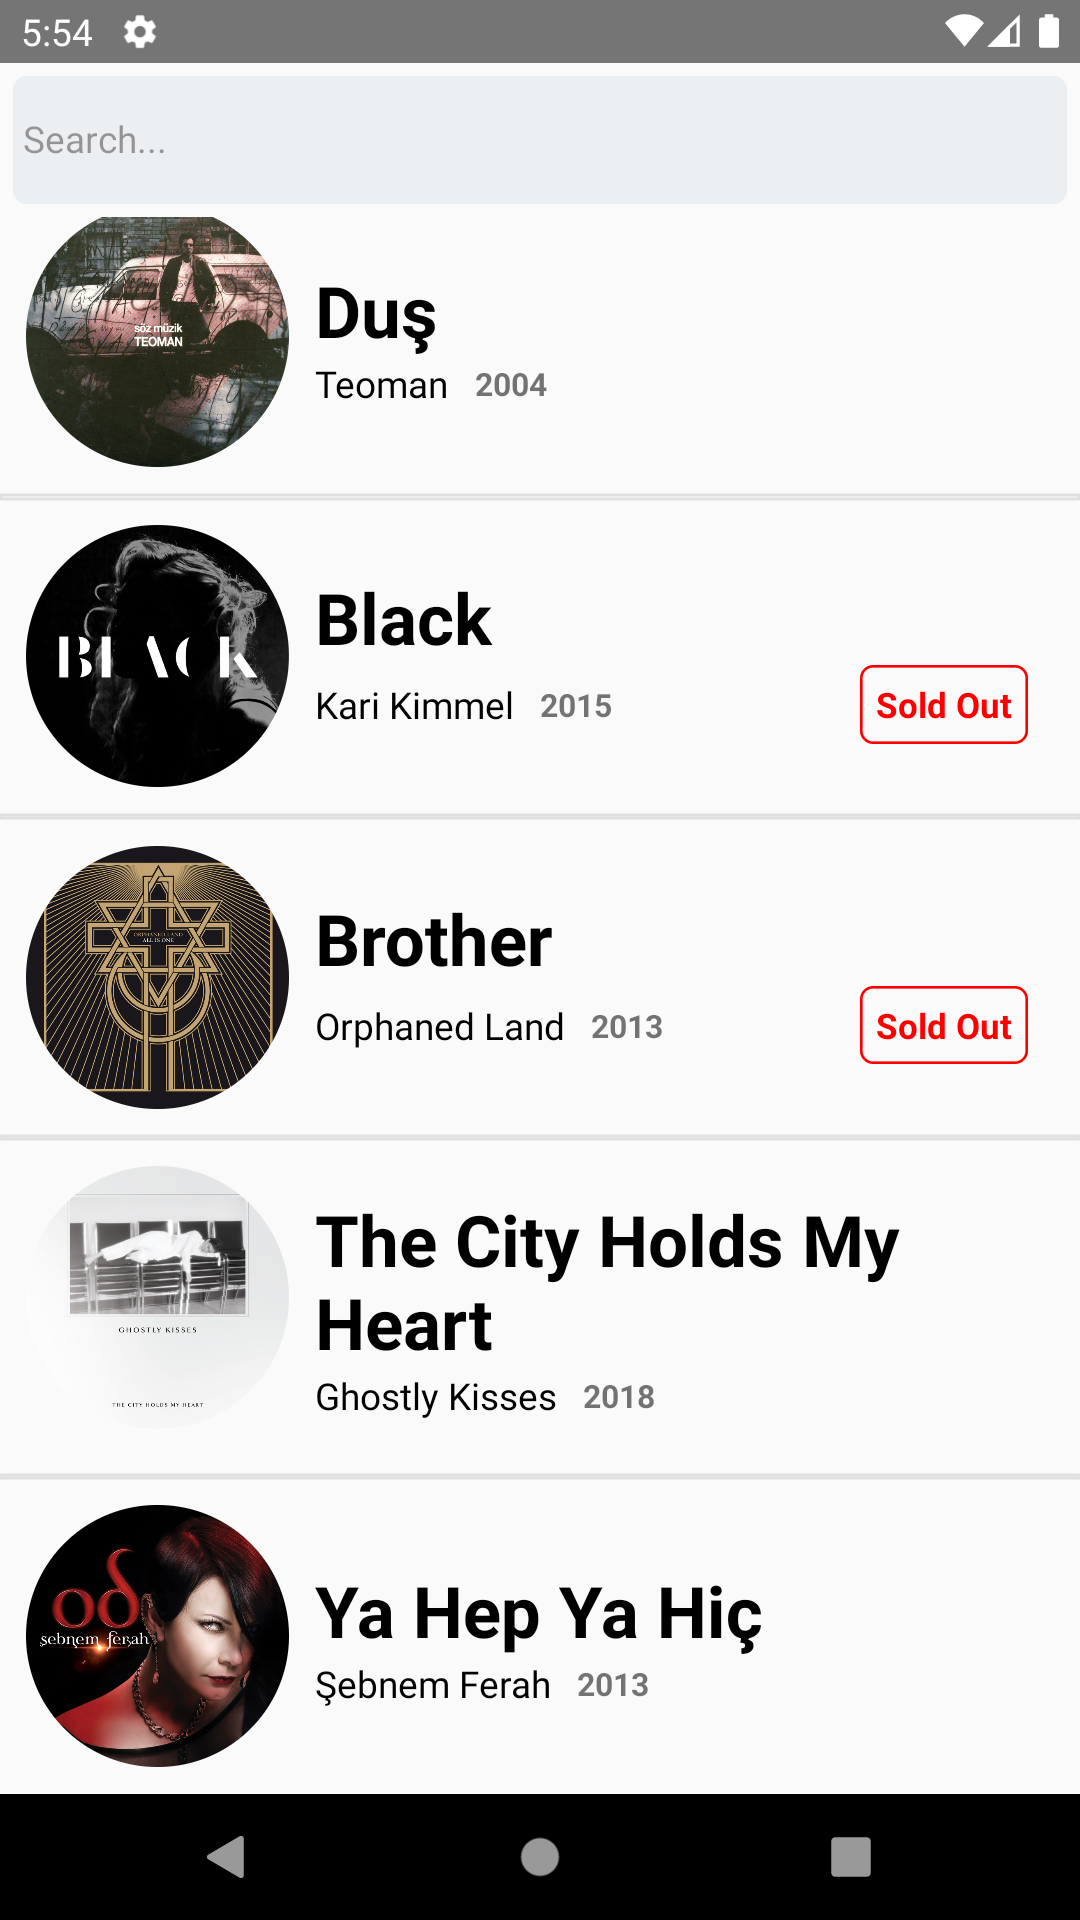 5:54
Search...
söz müzik
TEOMAN
Duş
Teoman 2004
BLACK
Black
Kari Kimmel 2015
Sold Out
ORPHANED LAND
ALL IS ONE
Brother
Orphaned Land 2013
Sold Out
GHOSTLY KISSES
THE CITY HOLDS MY HEART
The City Holds My
Heart
Ghostly Kisses 2018
od
şebnem ferah
Ya Hep Ya Hiç
Şebnem Ferah 2013